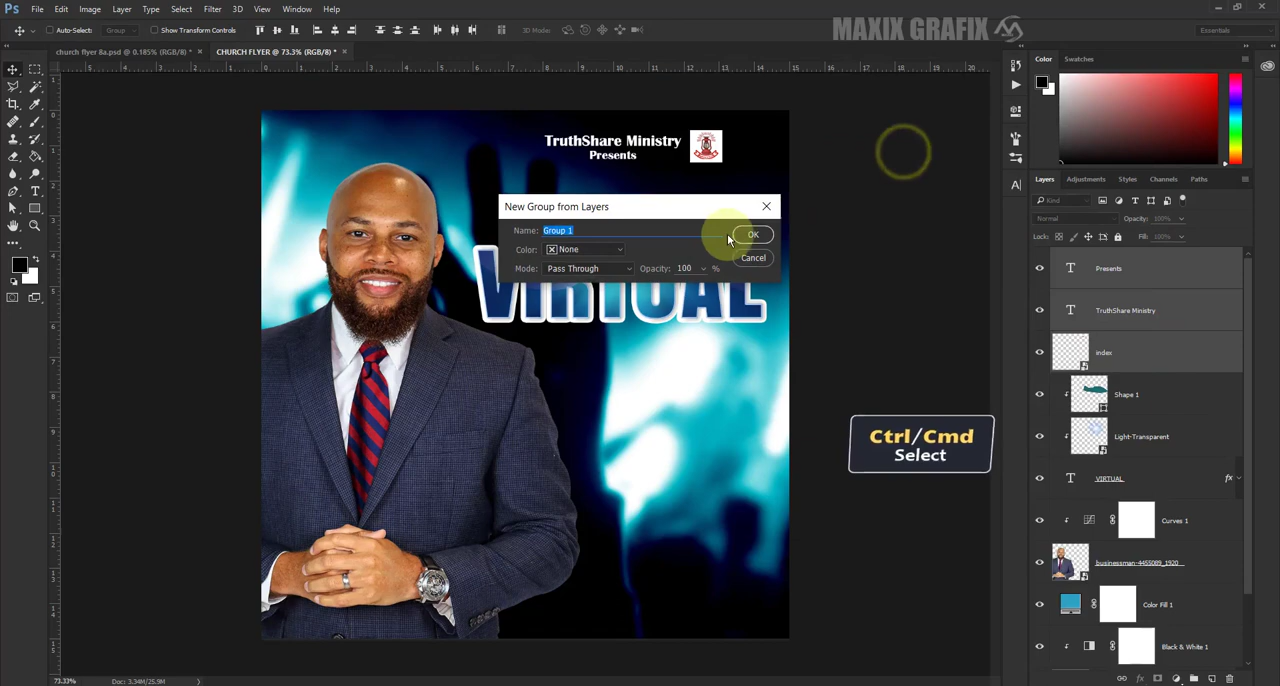 Ps File Edit Image Layer Type Select Filter 3D View Window Help
MAXIX GRAFIX
Auto-Select: Group Show Transform Controls 3D Mode: Essentials
church flyer 8a.psd @ 0.185% (RGB/8) * × CHURCH FLYER @ 73.3% (RGB/8) * ×
Color Swatches
TruthShare Ministry
Presents
New Group from Layers
Name: Group 1 OK
Color: None
Cancel
Mode: Pass Through Opacity: 100 %
VIRTUAL
Ctrl/Cmd
Select
Layers Adjustments Styles Channels Paths
Kind
Normal Opacity: 100%
Lock: Fill: 100%
T Presents
T TruthShare Ministry
index
Shape 1
Light-Transparent
T VIRTUAL fx
Curves 1
businessman-4455089_1920
Color Fill 1
Black & White 1
73.33% Doc: 3.34M/25.9M